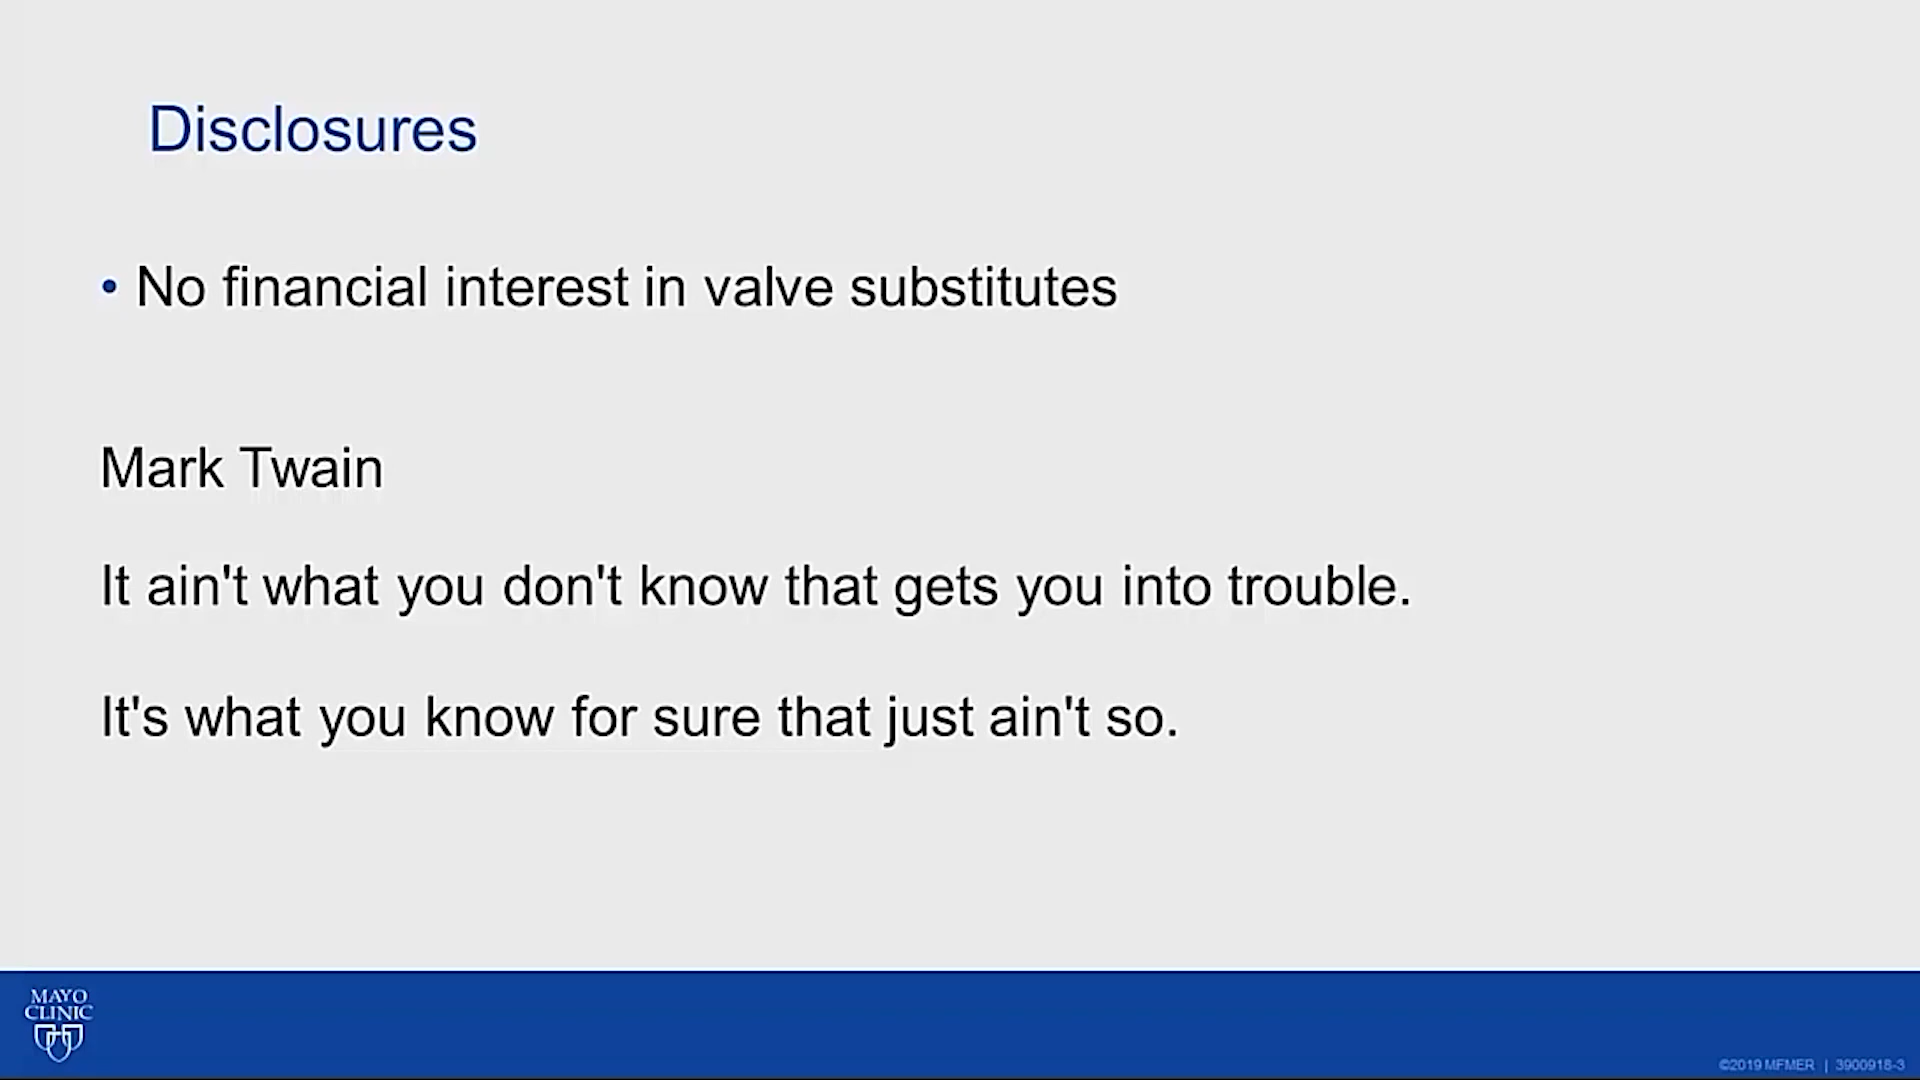 Disclosures
• No financial interest in valve substitutes
Mark Twain
It ain't what you don't know that gets you into trouble.
It's what you know for sure that just ain't so.
MAYO
CLINIC
©2019 MFMER | 3900918-3